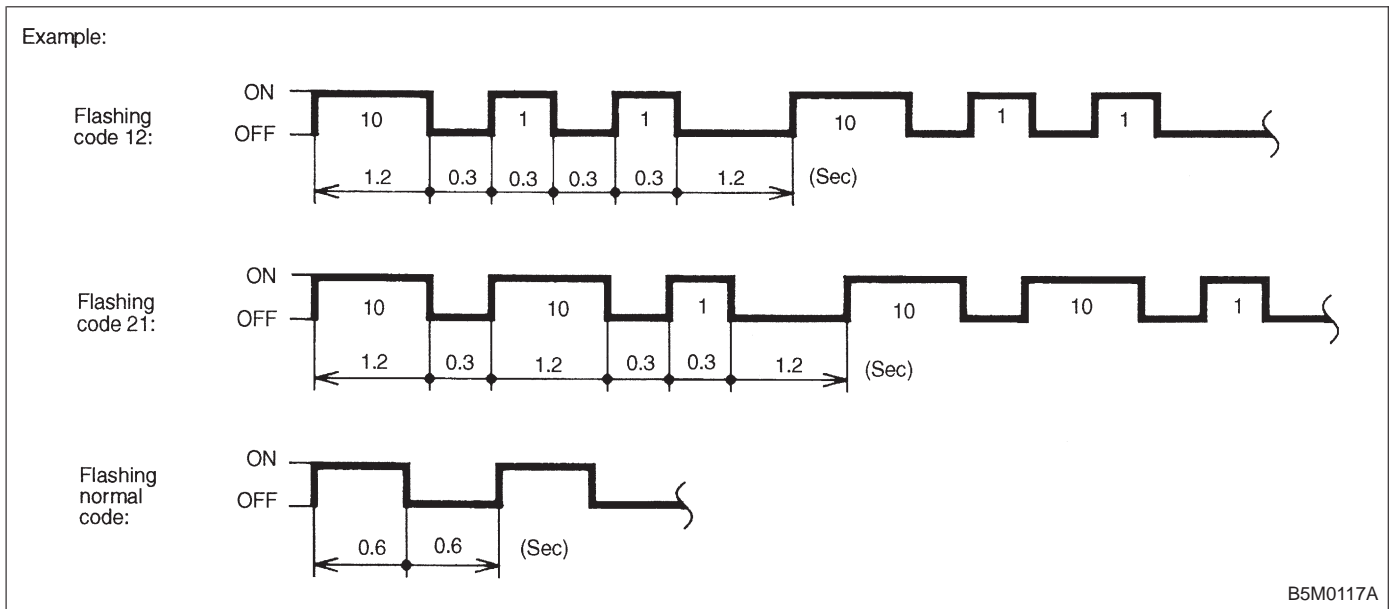 Example:
Flashing
code 12:
ON
OFF
10 1 1 10 1 1
1.2 0.3 0.3 0.3 0.3 1.2 (Sec)
Flashing
code 21:
ON
OFF
10 10 1 10 10 1
1.2 0.3 1.2 0.3 0.3 1.2 (Sec)
Flashing
normal
code:
ON
OFF
0.6 0.6 (Sec)
B5M0117A